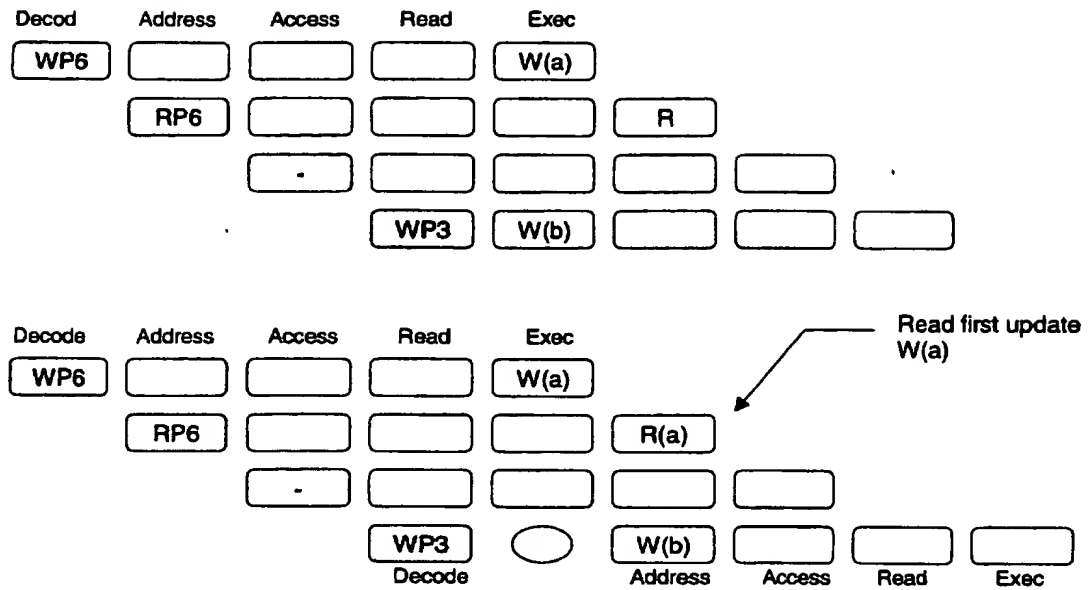 Decod Address Access Read Exec
WP6 W(a)
RP6 R
-
WP3 W(b)
Decode Address Access Read Exec
Read first update
W(a)
WP6 W(a)
RP6 R(a)
-
WP3 W(b)
Decode Address Access Read Exec